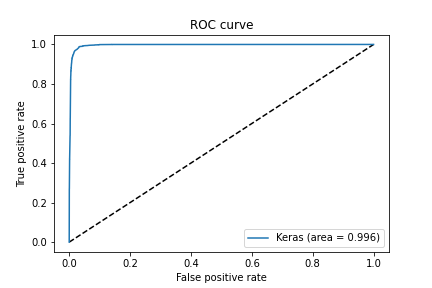 ROC curve
1.0
0.8
0.6
0.4
0.2
0.0
True positive rate
0.0 0.2 0.4 0.6 0.8 1.0
False positive rate
Keras (area = 0.996)